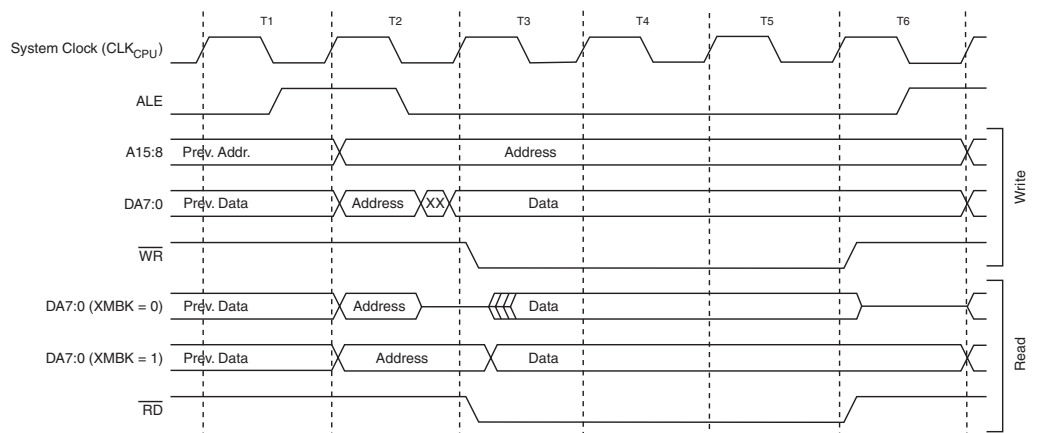 T1 T2 T3 T4 T5 T6
System Clock (CLKCPU)
ALE
A15:8 Prev. Addr. Address
DA7:0 Prev. Data Address XX Data
WR
Write
DA7:0 (XMBK = 0) Prev. Data Address Data
DA7:0 (XMBK = 1) Prev. Data Address Data
RD
Read